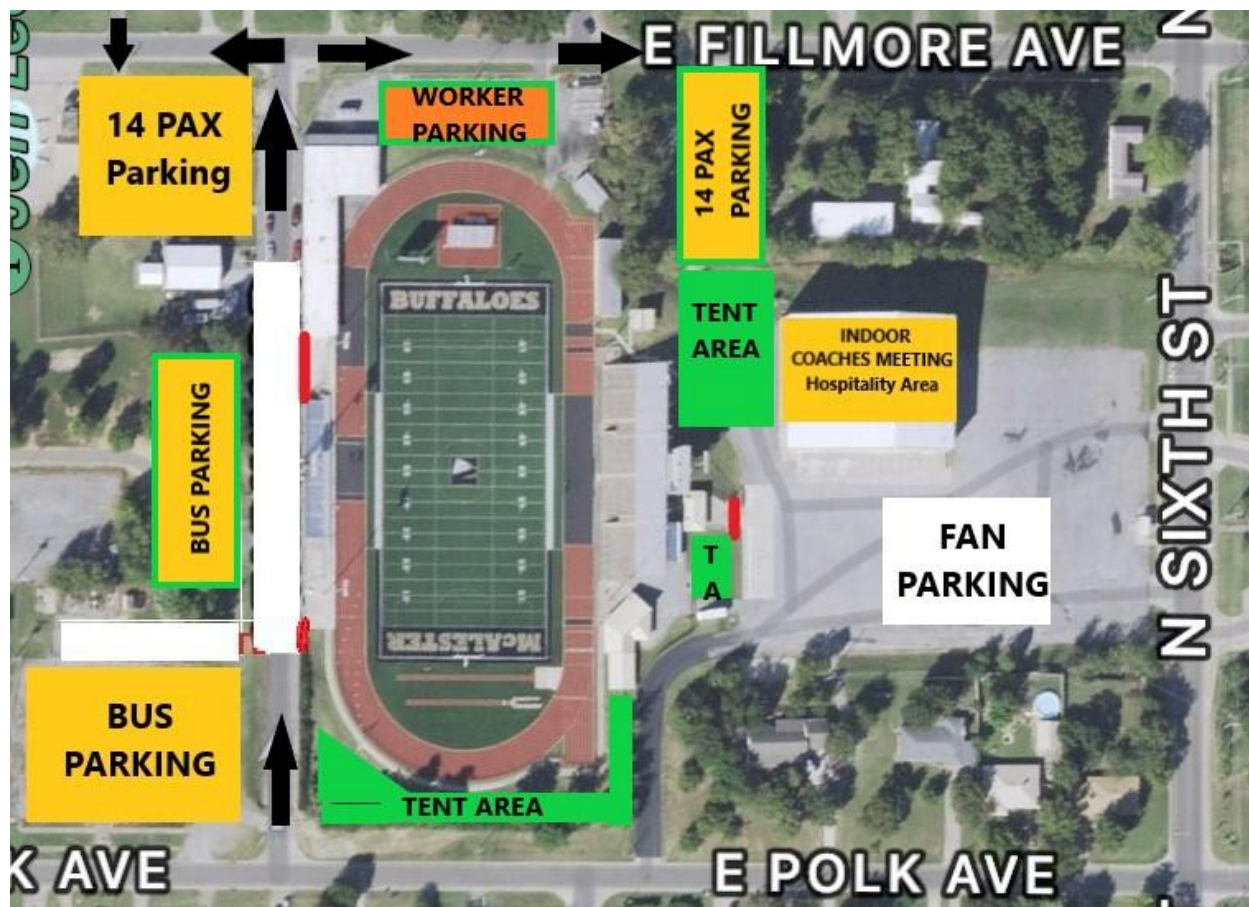 E FILLMORE AVE
N
14 PAX
Parking
WORKER
PARKING
14 PAX
PARKING
BUFFALOES
TENT
AREA
INDOOR
COACHES MEETING
Hospitality Area
N SIXTH ST
BUS PARKING
FAN
PARKING
T
A
McALESTER
BUS
PARKING
TENT AREA
K AVE
E POLK AVE